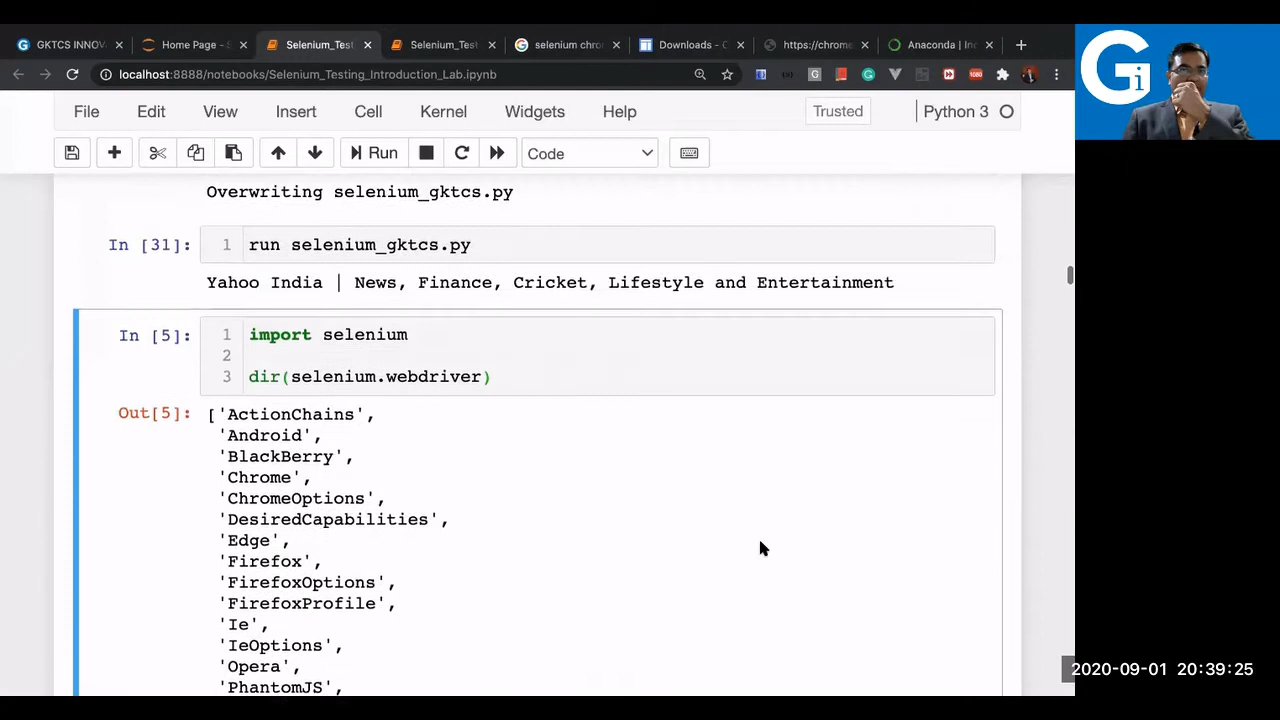 GKTCS INNOV
Home Page - S
Selenium_Test
Selenium_Test
selenium chro
Downloads - C
https://chrome
Anaconda | In
localhost:8888/notebooks/Selenium_Testing_Introduction_Lab.ipynb
File Edit View Insert Cell Kernel Widgets Help Trusted Python 3
Run Code
Overwriting selenium_gktcs.py
In [31]: 1 run selenium_gktcs.py
Yahoo India | News, Finance, Cricket, Lifestyle and Entertainment
In [5]: 1 import selenium
2
3 dir(selenium.webdriver)
Out[5]: ['ActionChains',
'Android',
'BlackBerry',
'Chrome',
'ChromeOptions',
'DesiredCapabilities',
'Edge',
'Firefox',
'FirefoxOptions',
'FirefoxProfile',
'Ie',
'IeOptions',
'Opera',
'PhantomJS',
Gi
2020-09-01 20:39:25